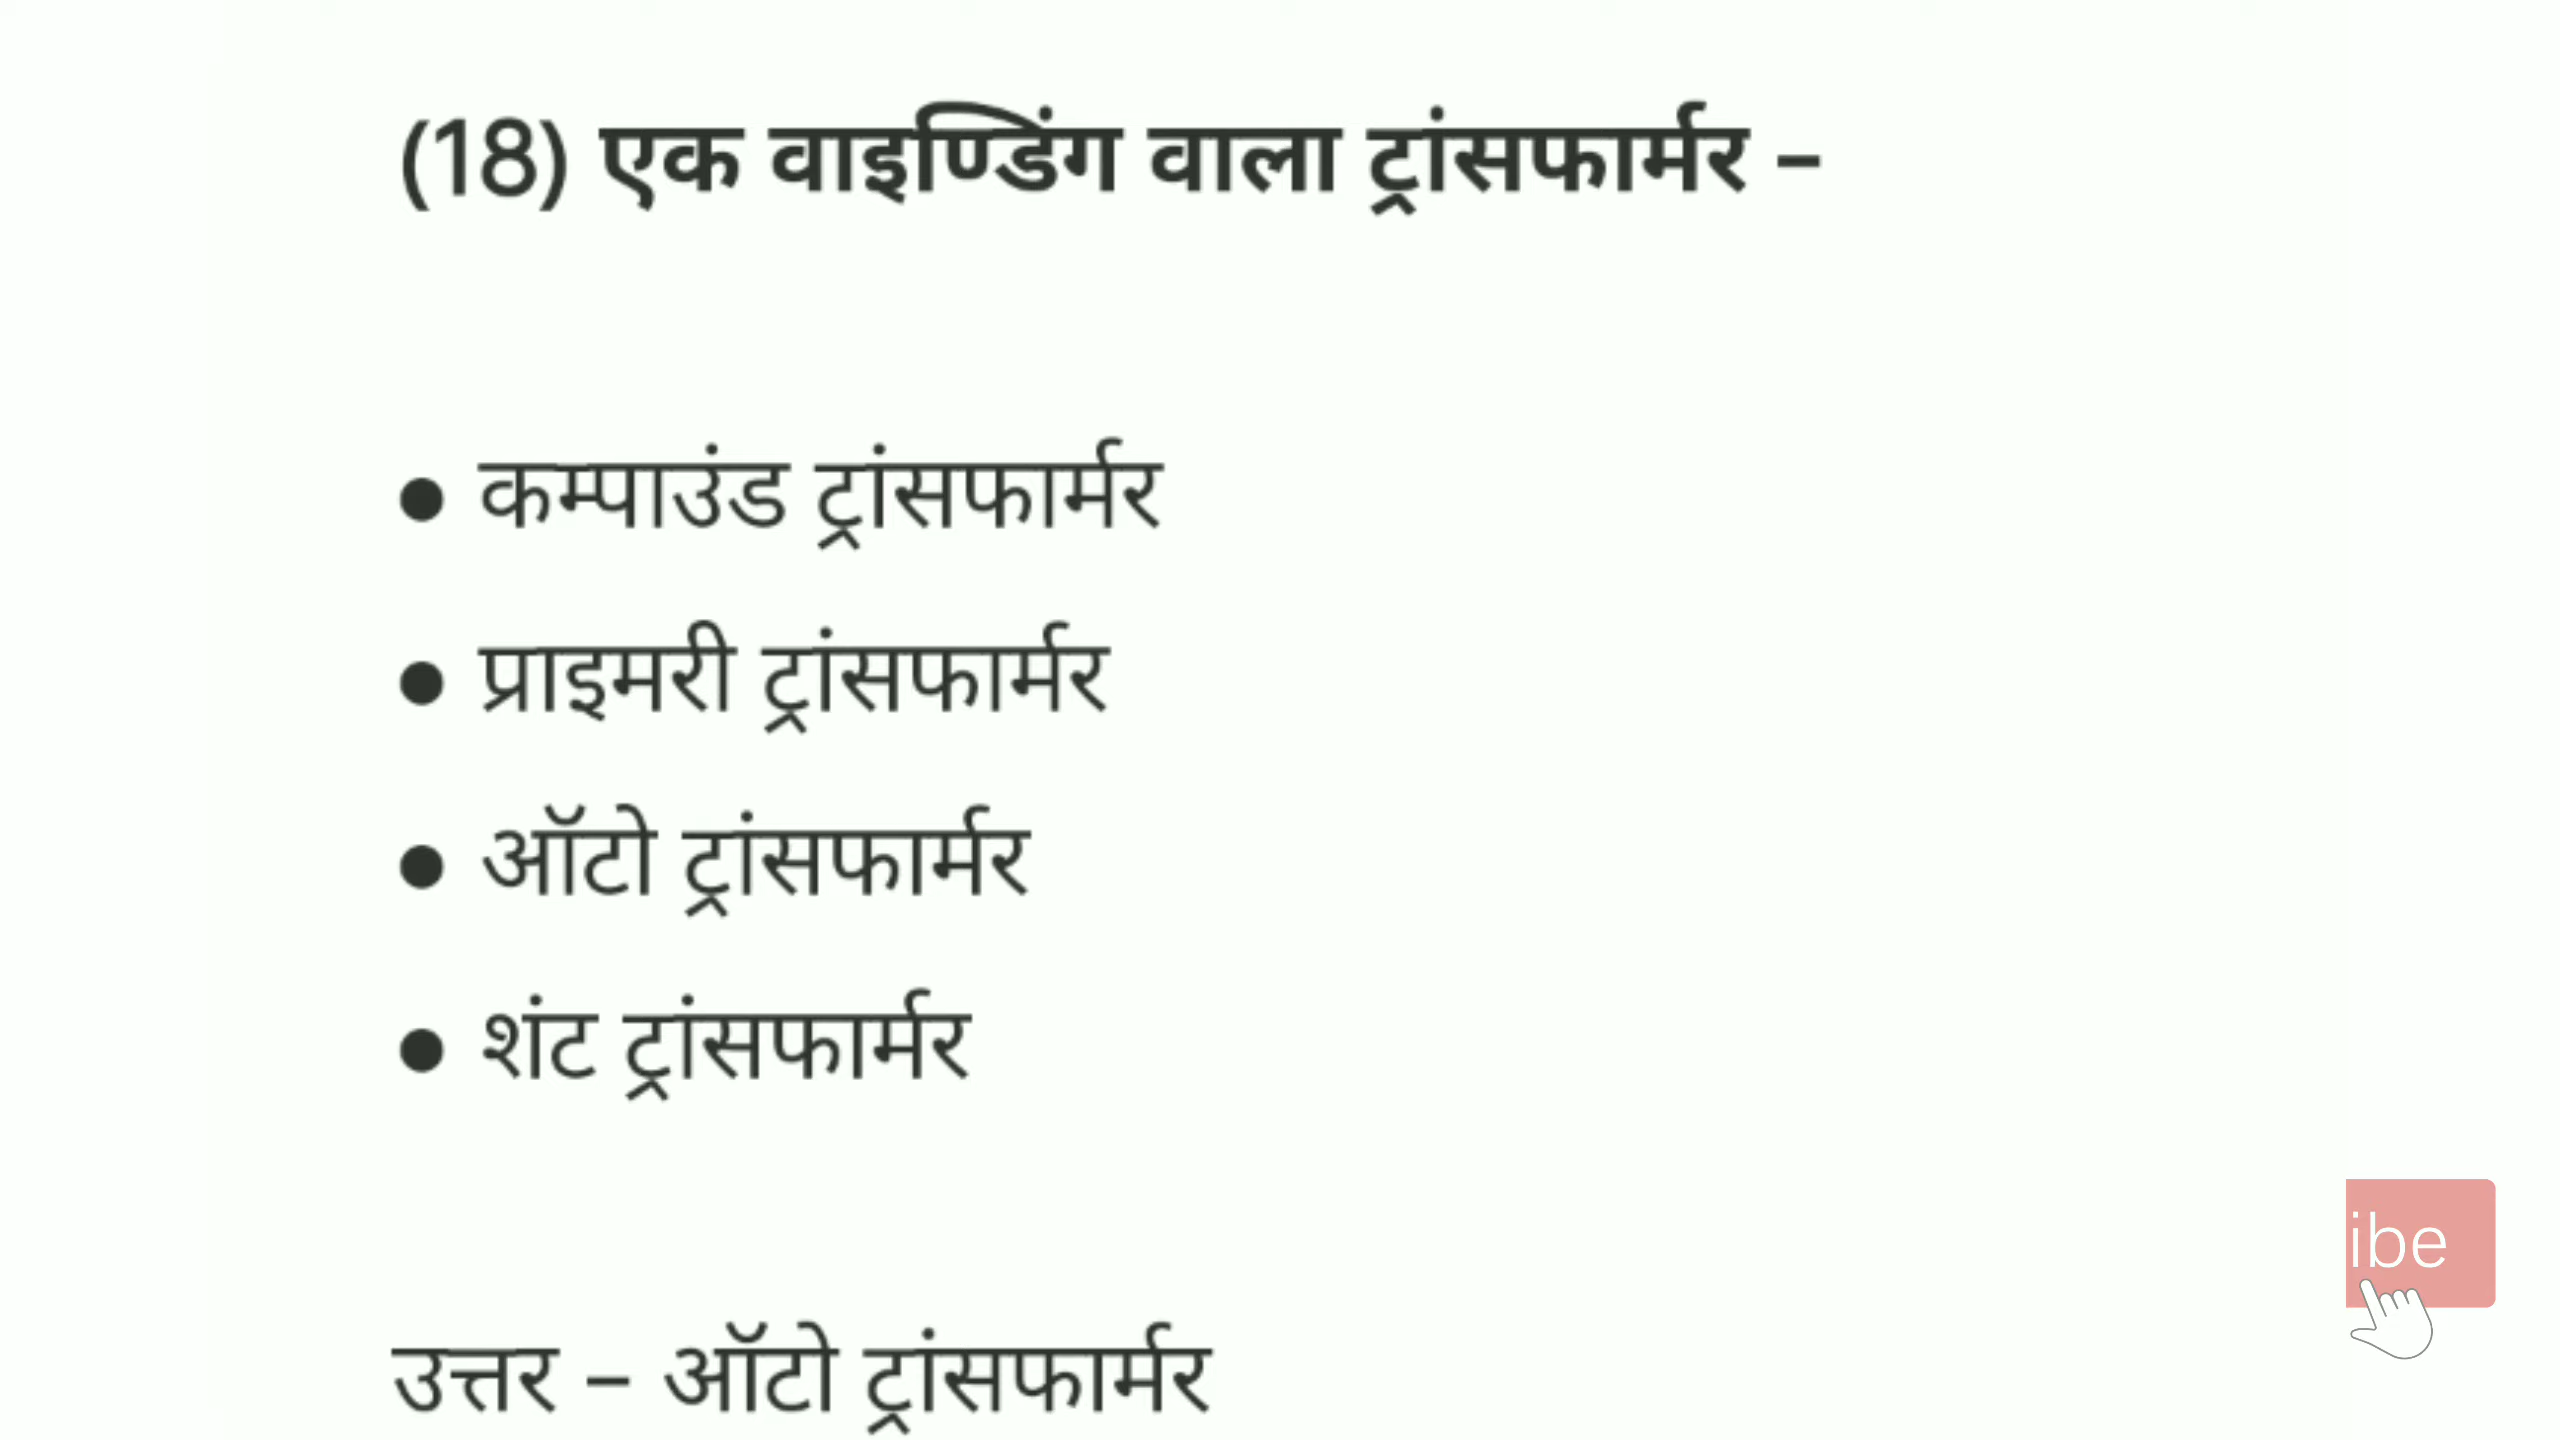 (18) एक वाइण्डिंग वाला ट्रांसफार्मर –
● कम्पाउंड ट्रांसफार्मर
● प्राइमरी ट्रांसफार्मर
● ऑटो ट्रांसफार्मर
● शंट ट्रांसफार्मर
ibe
उत्तर – ऑटो ट्रांसफार्मर